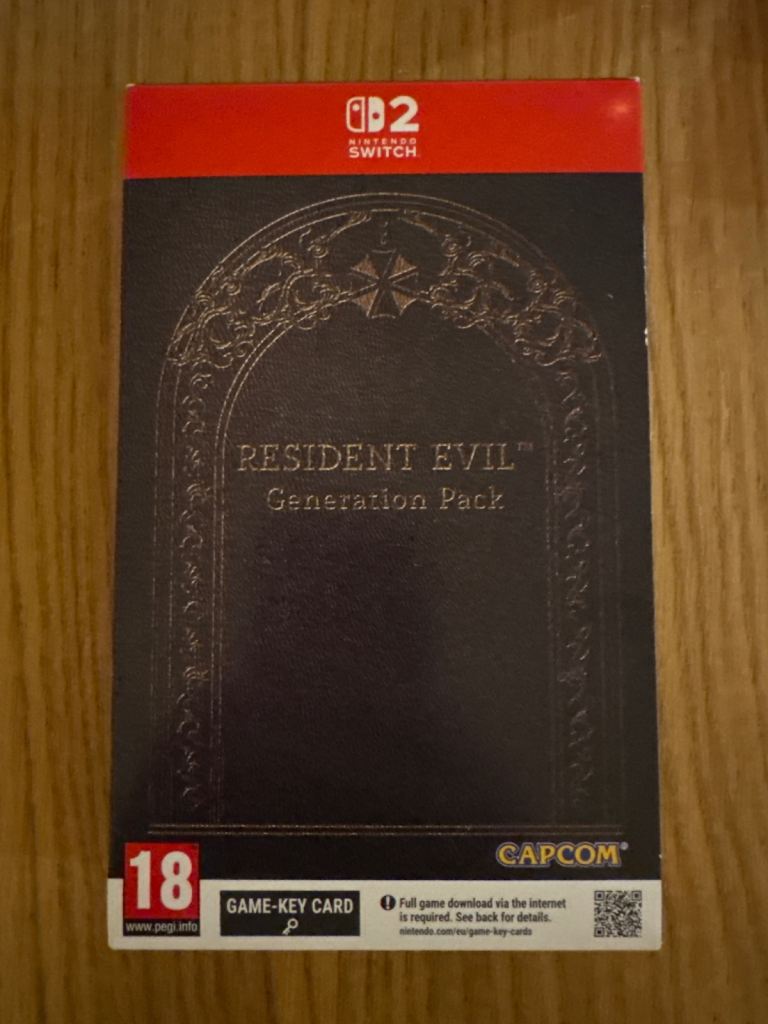 2
NINTENDO
SWITCH
RESIDENT EVIL™
Generation Pack
CAPCOM®
18
www.pegi.info
GAME-KEY CARD
! Full game download via the internet
is required. See back for details.
nintendo.com/eu/game-key-cards